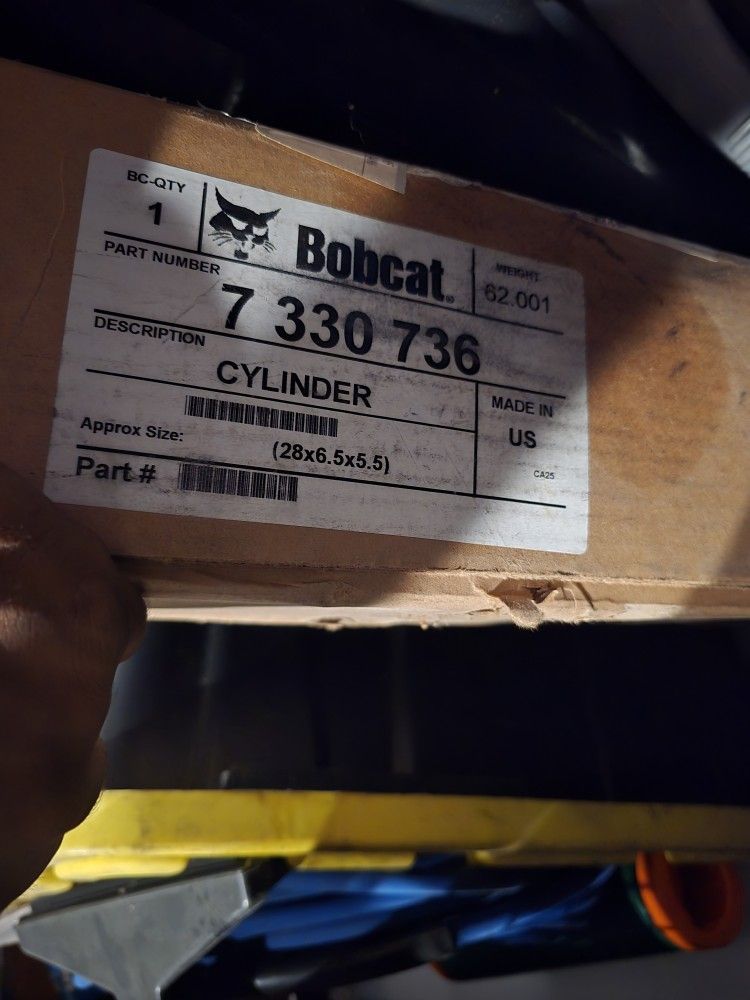 BC-QTY
1
Bobcat®
WEIGHT
62.001
PART NUMBER
7 330 736
DESCRIPTION
CYLINDER
MADE IN
US
Approx Size:
(28x6.5x5.5)
CA25
Part #